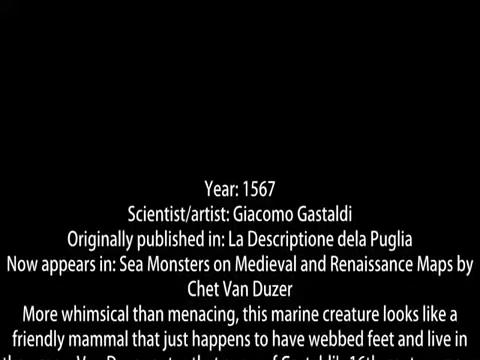 Year: 1567
Scientist/artist: Giacomo Gastaldi
Originally published in: La Descriptione dela Puglia
Now appears in: Sea Monsters on Medieval and Renaissance Maps by
Chet Van Duzer
More whimsical than menacing, this marine creature looks like a
friendly mammal that just happens to have webbed feet and live in